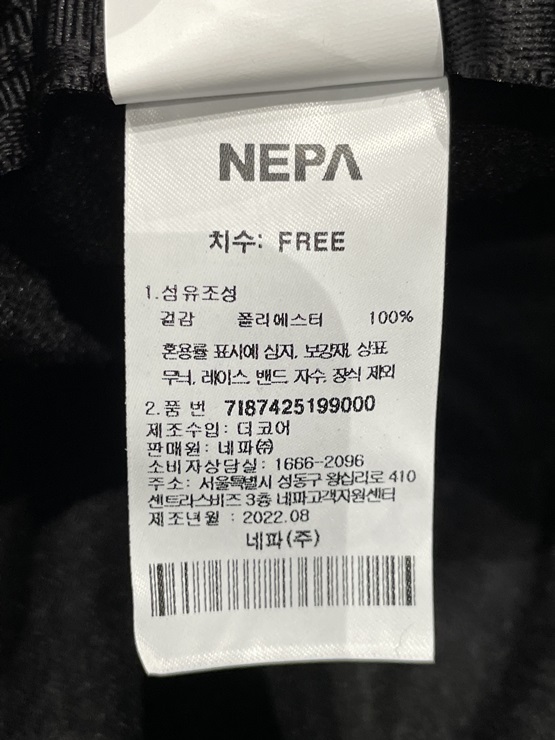 NEPA
치수: FREE
1.섬유조성
겉감 폴리에스터 100%
혼용률 표시에 심지, 보강재, 상표
무늬, 레이스 밴드 자수, 장식 제외
2.품 번 7I87425199000
제조수입: 더코어
판매원: 네파㈜
소비자상담실: 1666-2096
주소: 서울특별시 성동구 왕십리로 410
센트라스비즈 3층 네파고객지원센터
제조년월 : 2022.08
네파(주)